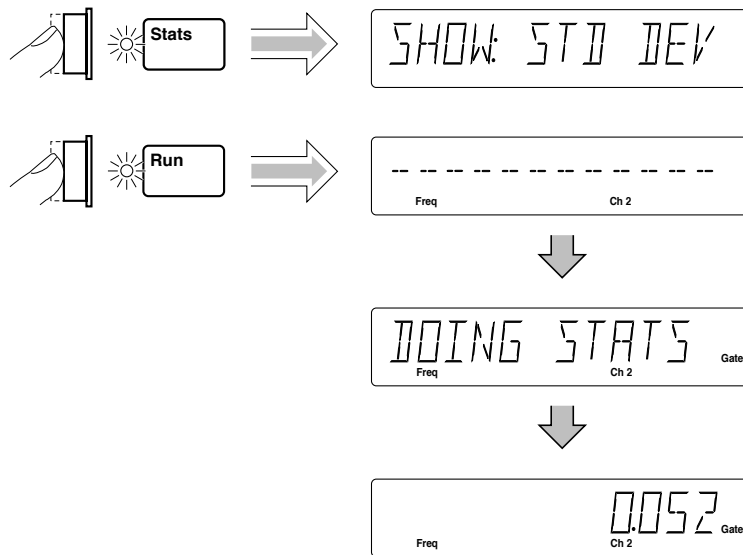 Stats
SHOW: STD DEV
Run
-- -- -- -- -- -- -- -- -- -- -- --
Freq Ch 2
DOING STATS Gate
Freq Ch 2
0.052 Gate
Freq Ch 2